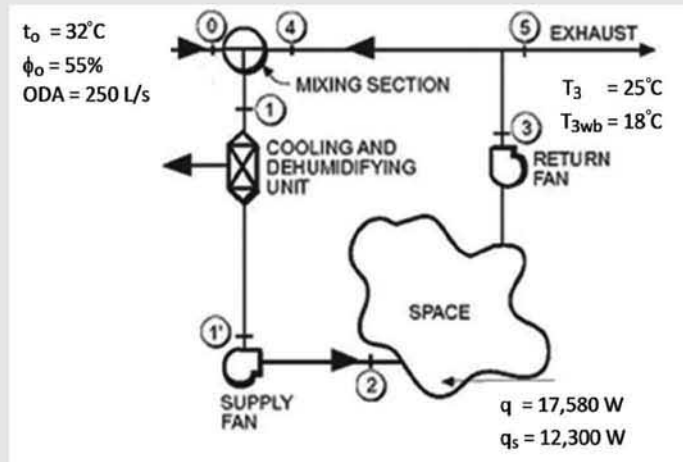 t₀ = 32°C
ϕ₀ = 55%
ODA = 250 L/s
0
4
5 EXHAUST
MIXING SECTION
1
T₃ = 25°C
T₃wb = 18°C
3
COOLING AND
DEHUMIDIFYING
UNIT
RETURN
FAN
SPACE
1'
2
SUPPLY
FAN
q = 17,580 W
qₛ = 12,300 W